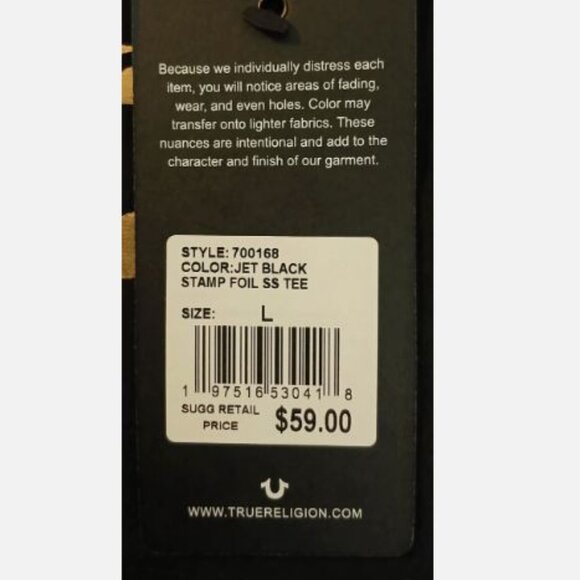 Because we individually distress each
item, you will notice areas of fading,
wear, and even holes. Color may
transfer onto lighter fabrics. These
nuances are intentional and add to the
character and finish of our garment.
STYLE: 700168
COLOR:JET BLACK
STAMP FOIL SS TEE
SIZE: L
1 97516 53041 8
SUGG RETAIL
PRICE $59.00
WWW.TRUERELIGION.COM